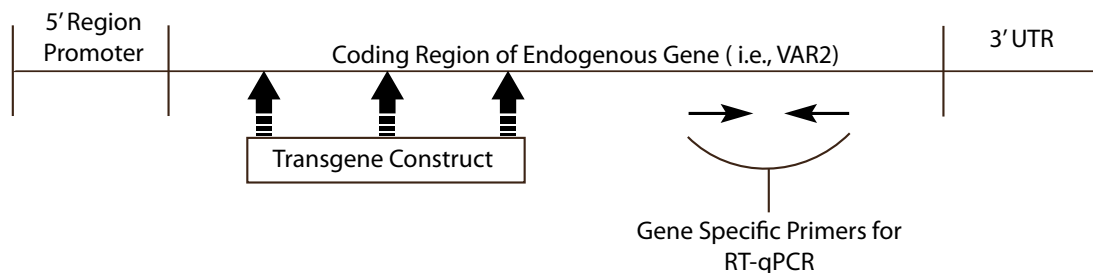 5’ Region
Promoter
Coding Region of Endogenous Gene ( i.e., VAR2)
3’ UTR
Transgene Construct
Gene Specific Primers for
RT-qPCR